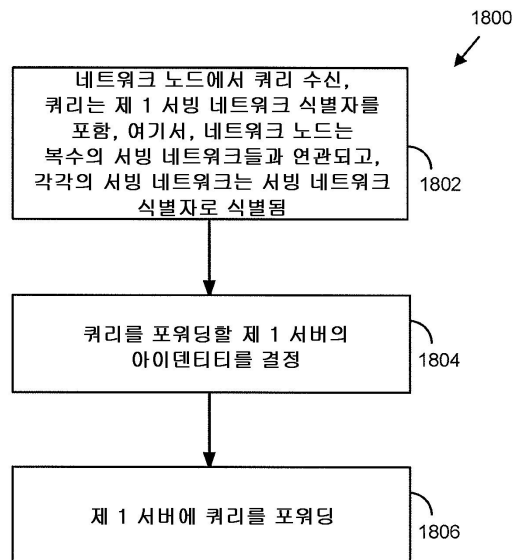 1800
네트워크 노드에서 쿼리 수신,
쿼리는 제 1 서빙 네트워크 식별자를
포함, 여기서, 네트워크 노드는
복수의 서빙 네트워크들과 연관되고,
각각의 서빙 네트워크는 서빙 네트워크
식별자로 식별됨
1802
쿼리를 포워딩할 제 1 서버의
아이덴티티를 결정
1804
제 1 서버에 쿼리를 포워딩
1806